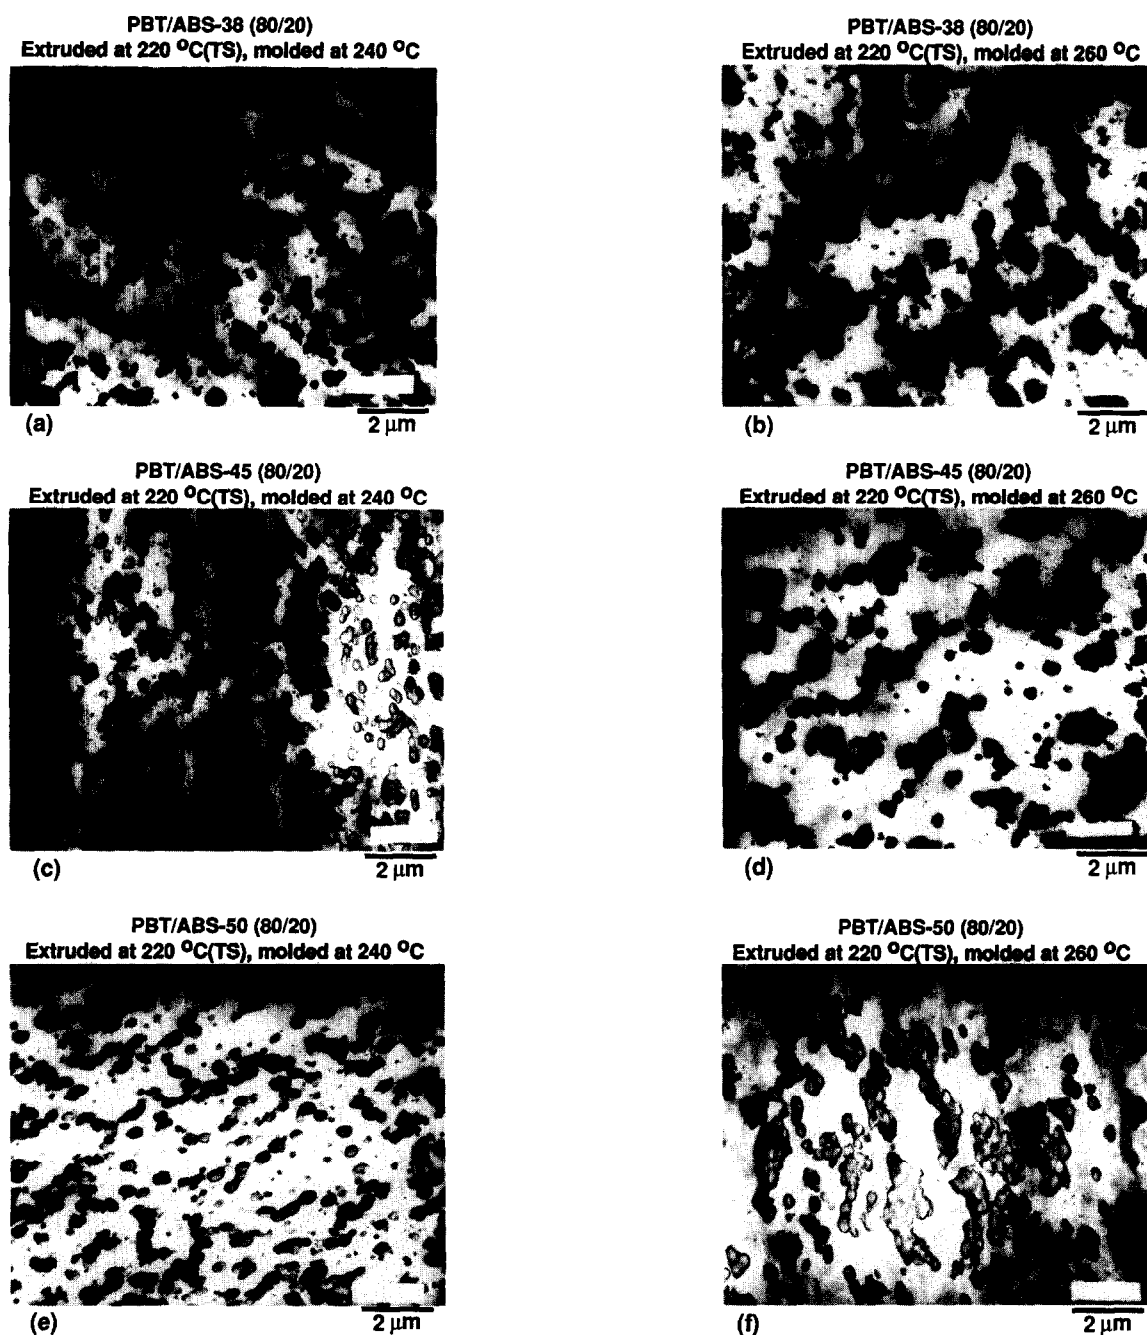 PBT/ABS-38 (80/20)
Extruded at 220 °C(TS), molded at 240 °C
(a)
2 μm
PBT/ABS-38 (80/20)
Extruded at 220 °C(TS), molded at 260 °C
(b)
2 μm
PBT/ABS-45 (80/20)
Extruded at 220 °C(TS), molded at 240 °C
(c)
2 μm
PBT/ABS-45 (80/20)
Extruded at 220 °C(TS), molded at 260 °C
(d)
2 μm
PBT/ABS-50 (80/20)
Extruded at 220 °C(TS), molded at 240 °C
(e)
2 μm
PBT/ABS-50 (80/20)
Extruded at 220 °C(TS), molded at 260 °C
(f)
2 μm